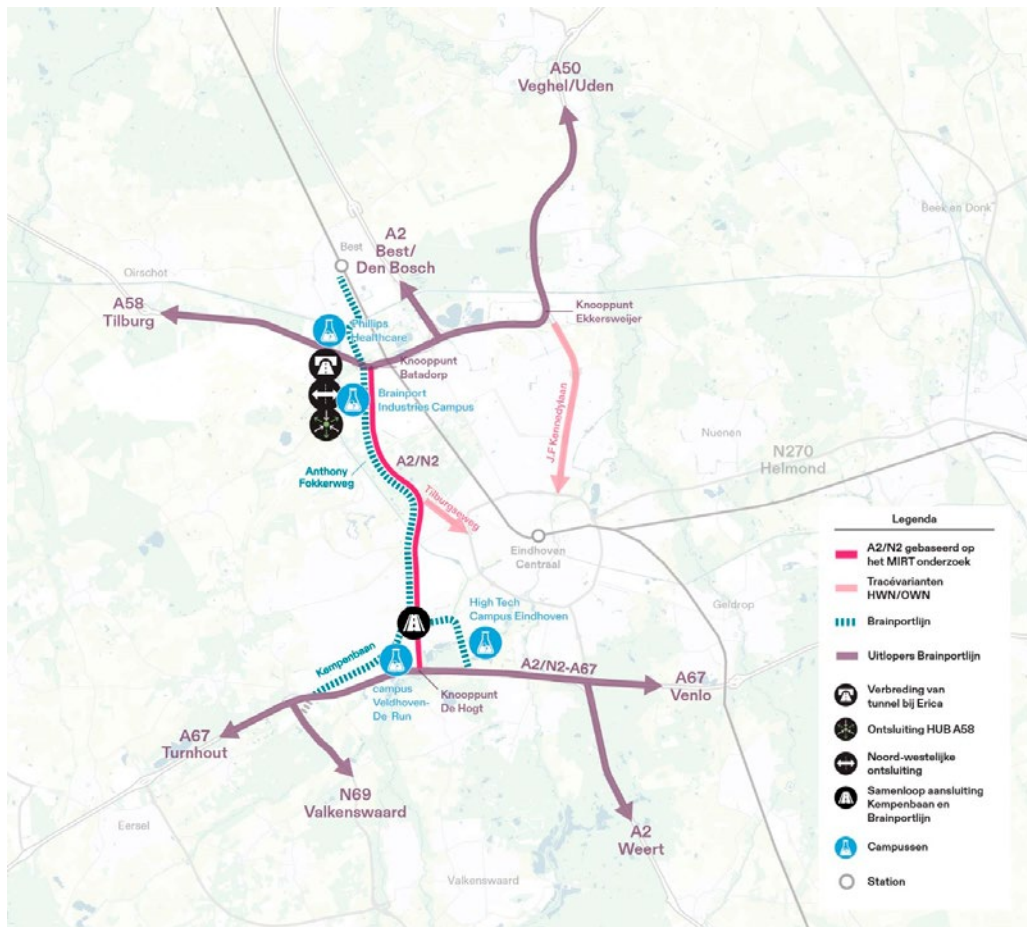 A50
Veghel/Uden
Beek en Donk
A2
Best/
Den Bosch
Best
Oirschot
A58
Tilburg
Phillips
Healthcare
Knooppunt
Ekkersweijer
Knooppunt
Batadorp
Brainport
Industries Campus
J.F Kennedylaan
Nuenen
N270
Helmond
A2/N2
Anthony
Fokkerweg
Tilburgseweg
Eindhoven
Centraal
Geldrop
High Tech
Campus Eindhoven
Kempenbaan
A2/N2-A67
A67
Venlo
campus
Veldhoven-
De Run
Knooppunt
De Hogt
A67
Turnhout
N69
Valkenswaard
A2
Weert
Eersel
Valkenswaard
Legenda
A2/N2 gebaseerd op
het MIRT onderzoek
Tracévarianten
HWN/OWN
Brainportlijn
Uitlopers Brainportlijn
Verbreding van
tunnel bij Erica
Ontsluiting HUB A58
Noord-westelijke
ontsluiting
Samenloop aansluiting
Kempenbaan en
Brainportlijn
Campussen
Station